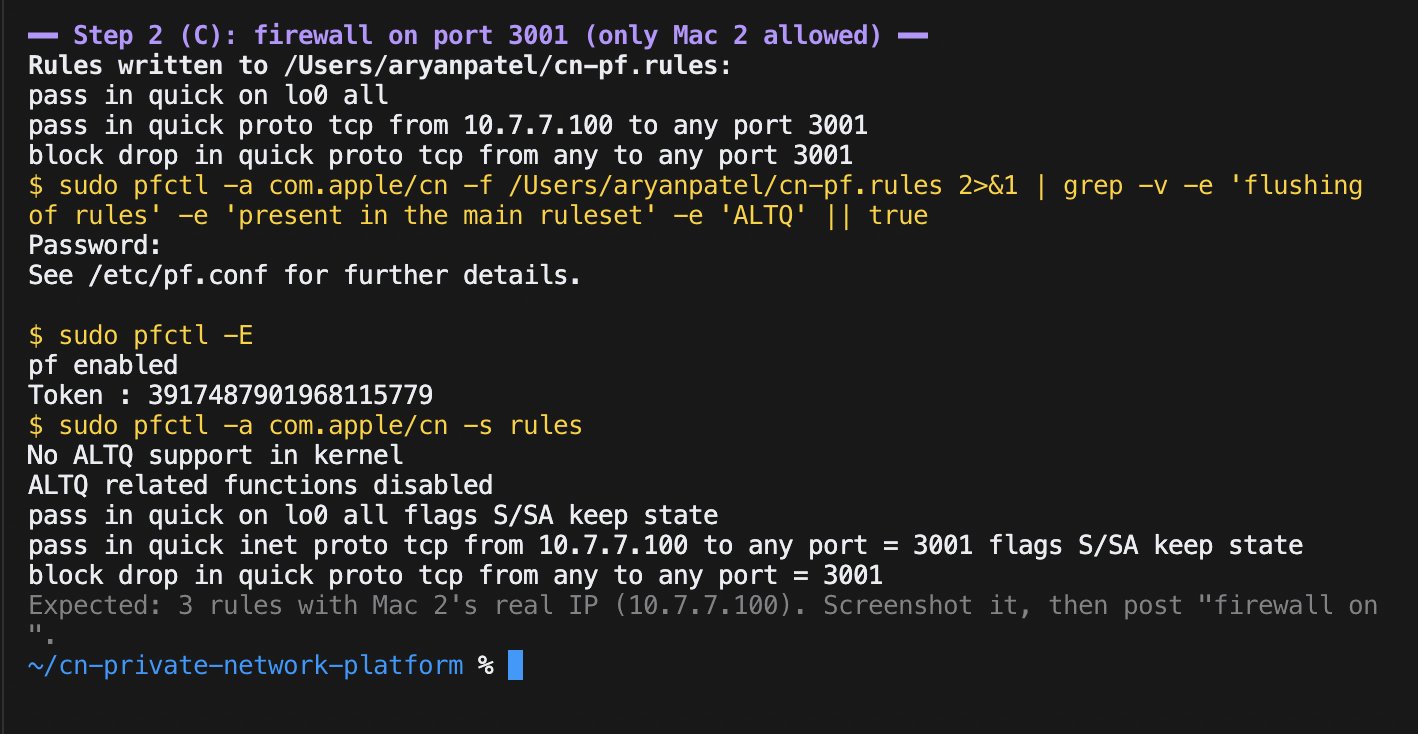 ━━ Step 2 (C): firewall on port 3001 (only Mac 2 allowed) ━━
Rules written to /Users/aryanpatel/cn-pf.rules:
pass in quick on lo0 all
pass in quick proto tcp from 10.7.7.100 to any port 3001
block drop in quick proto tcp from any to any port 3001
$ sudo pfctl -a com.apple/cn -f /Users/aryanpatel/cn-pf.rules 2>&1 | grep -v -e 'flushing
of rules' -e 'present in the main ruleset' -e 'ALTQ' || true
Password:
See /etc/pf.conf for further details.
$ sudo pfctl -E
pf enabled
Token : 3917487901968115779
$ sudo pfctl -a com.apple/cn -s rules
No ALTQ support in kernel
ALTQ related functions disabled
pass in quick on lo0 all flags S/SA keep state
pass in quick inet proto tcp from 10.7.7.100 to any port = 3001 flags S/SA keep state
block drop in quick proto tcp from any to any port = 3001
Expected: 3 rules with Mac 2's real IP (10.7.7.100). Screenshot it, then post "firewall on
".
~/cn-private-network-platform %